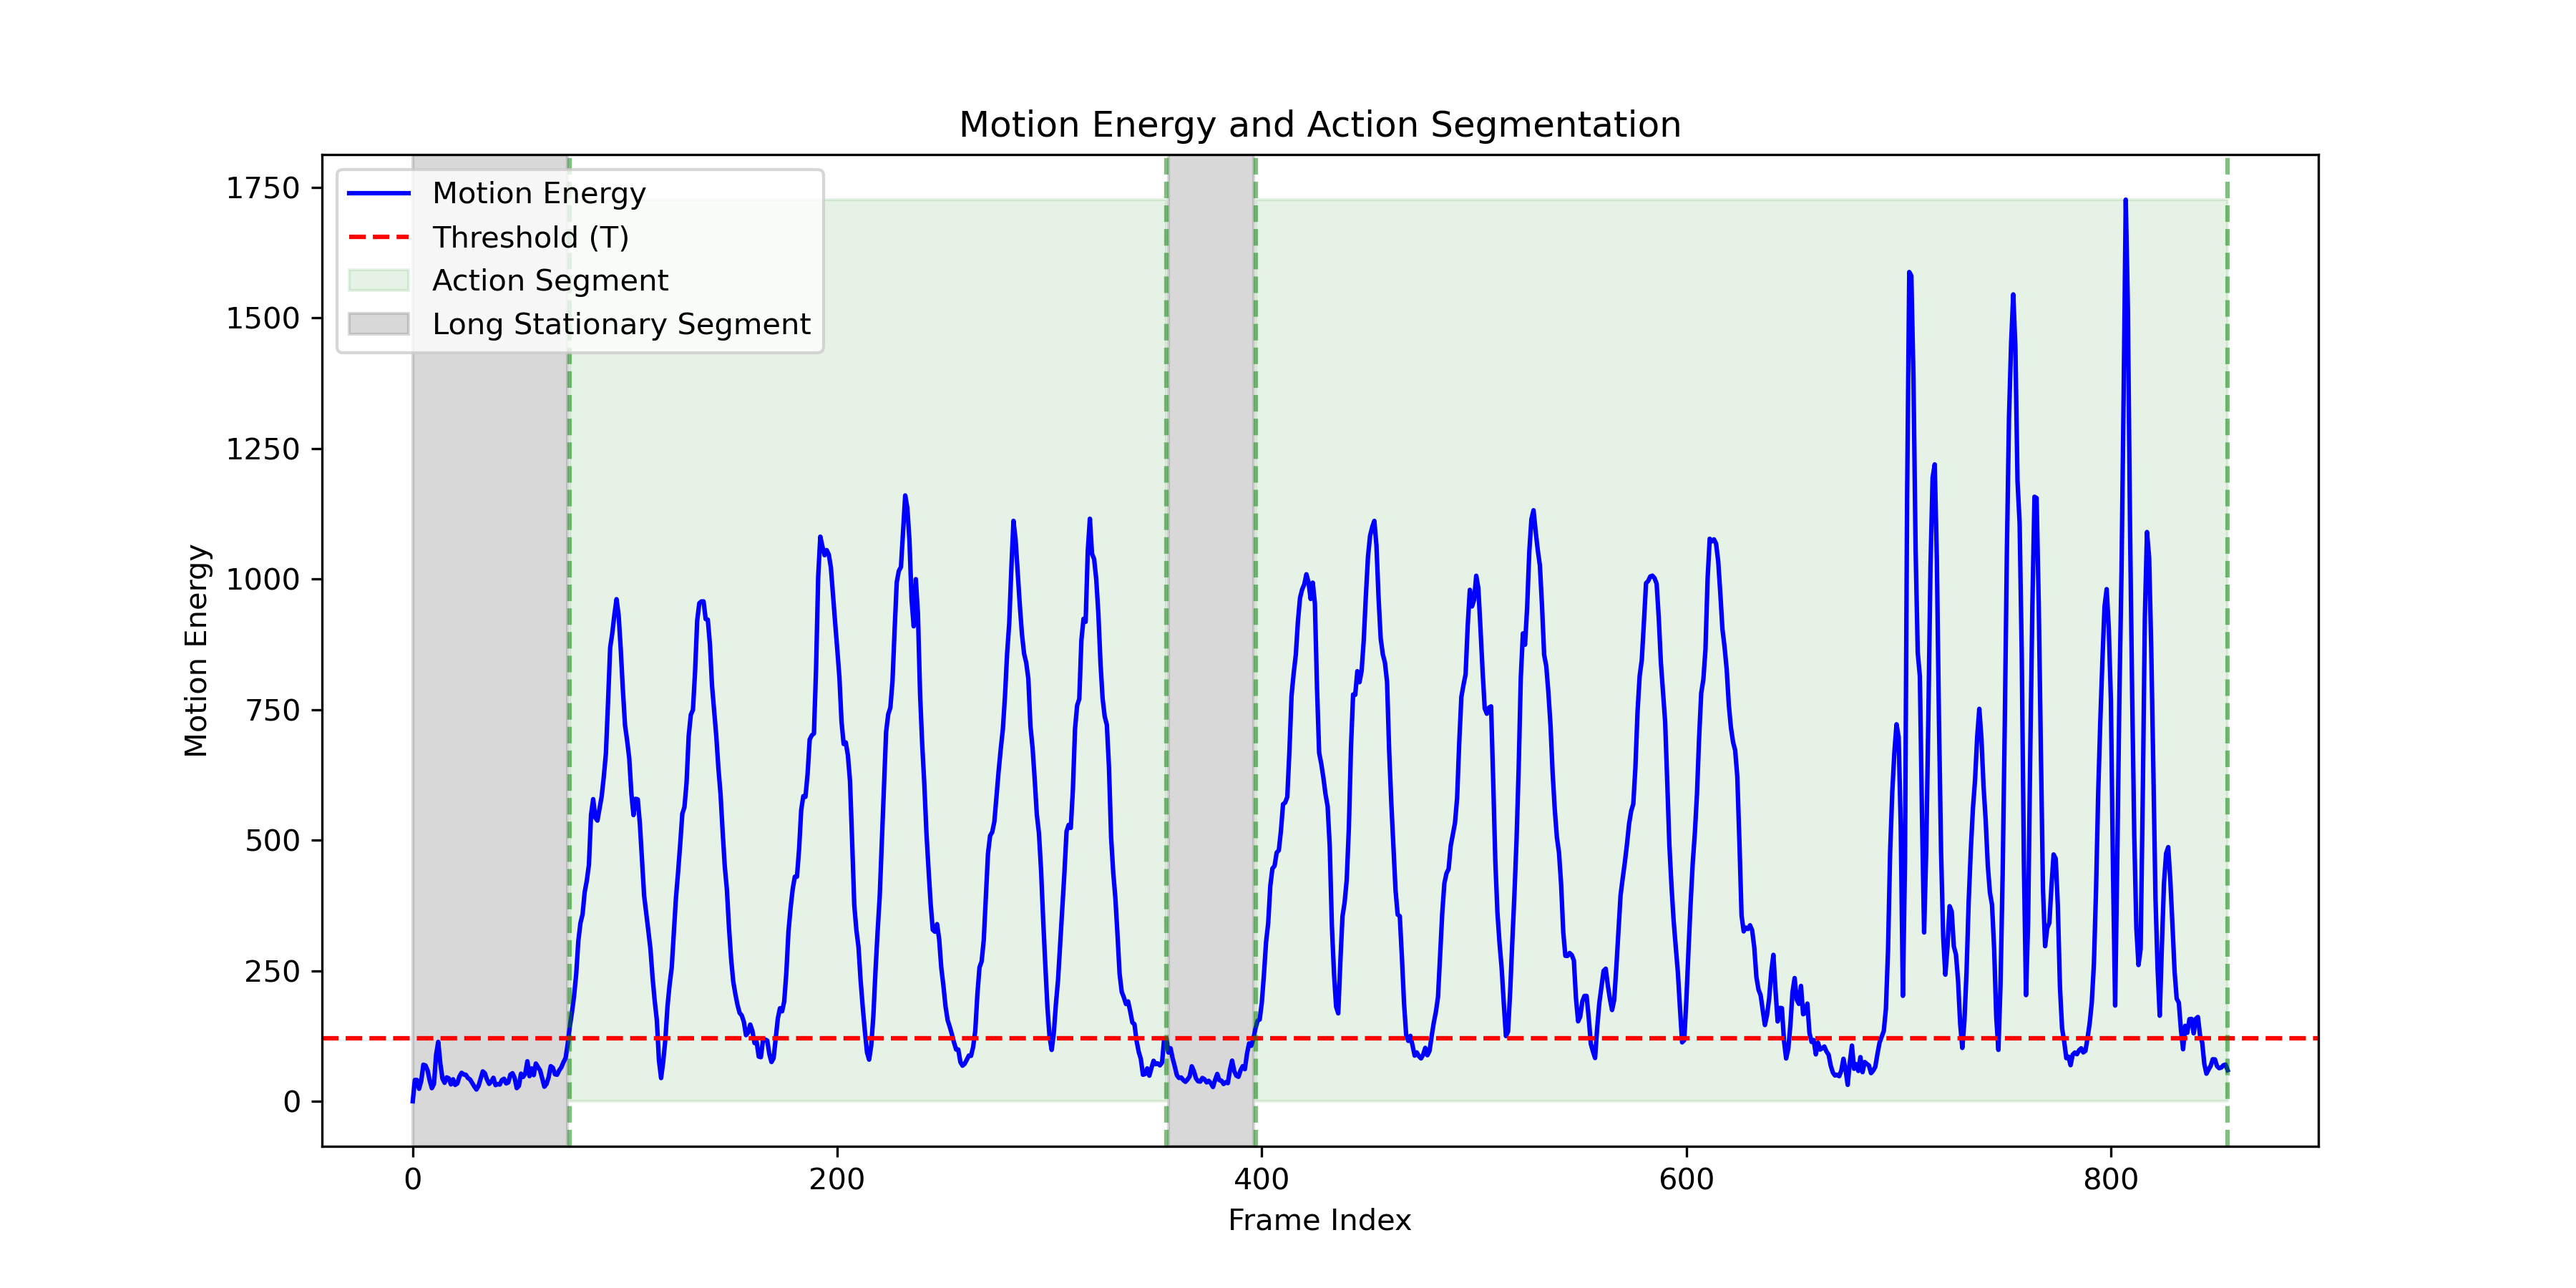 Motion Energy and Action Segmentation
Motion Energy
Threshold (T)
Action Segment
Long Stationary Segment
1750
1500
1250
1000
750
500
250
0
Motion Energy
0 200 400 600 800
Frame Index